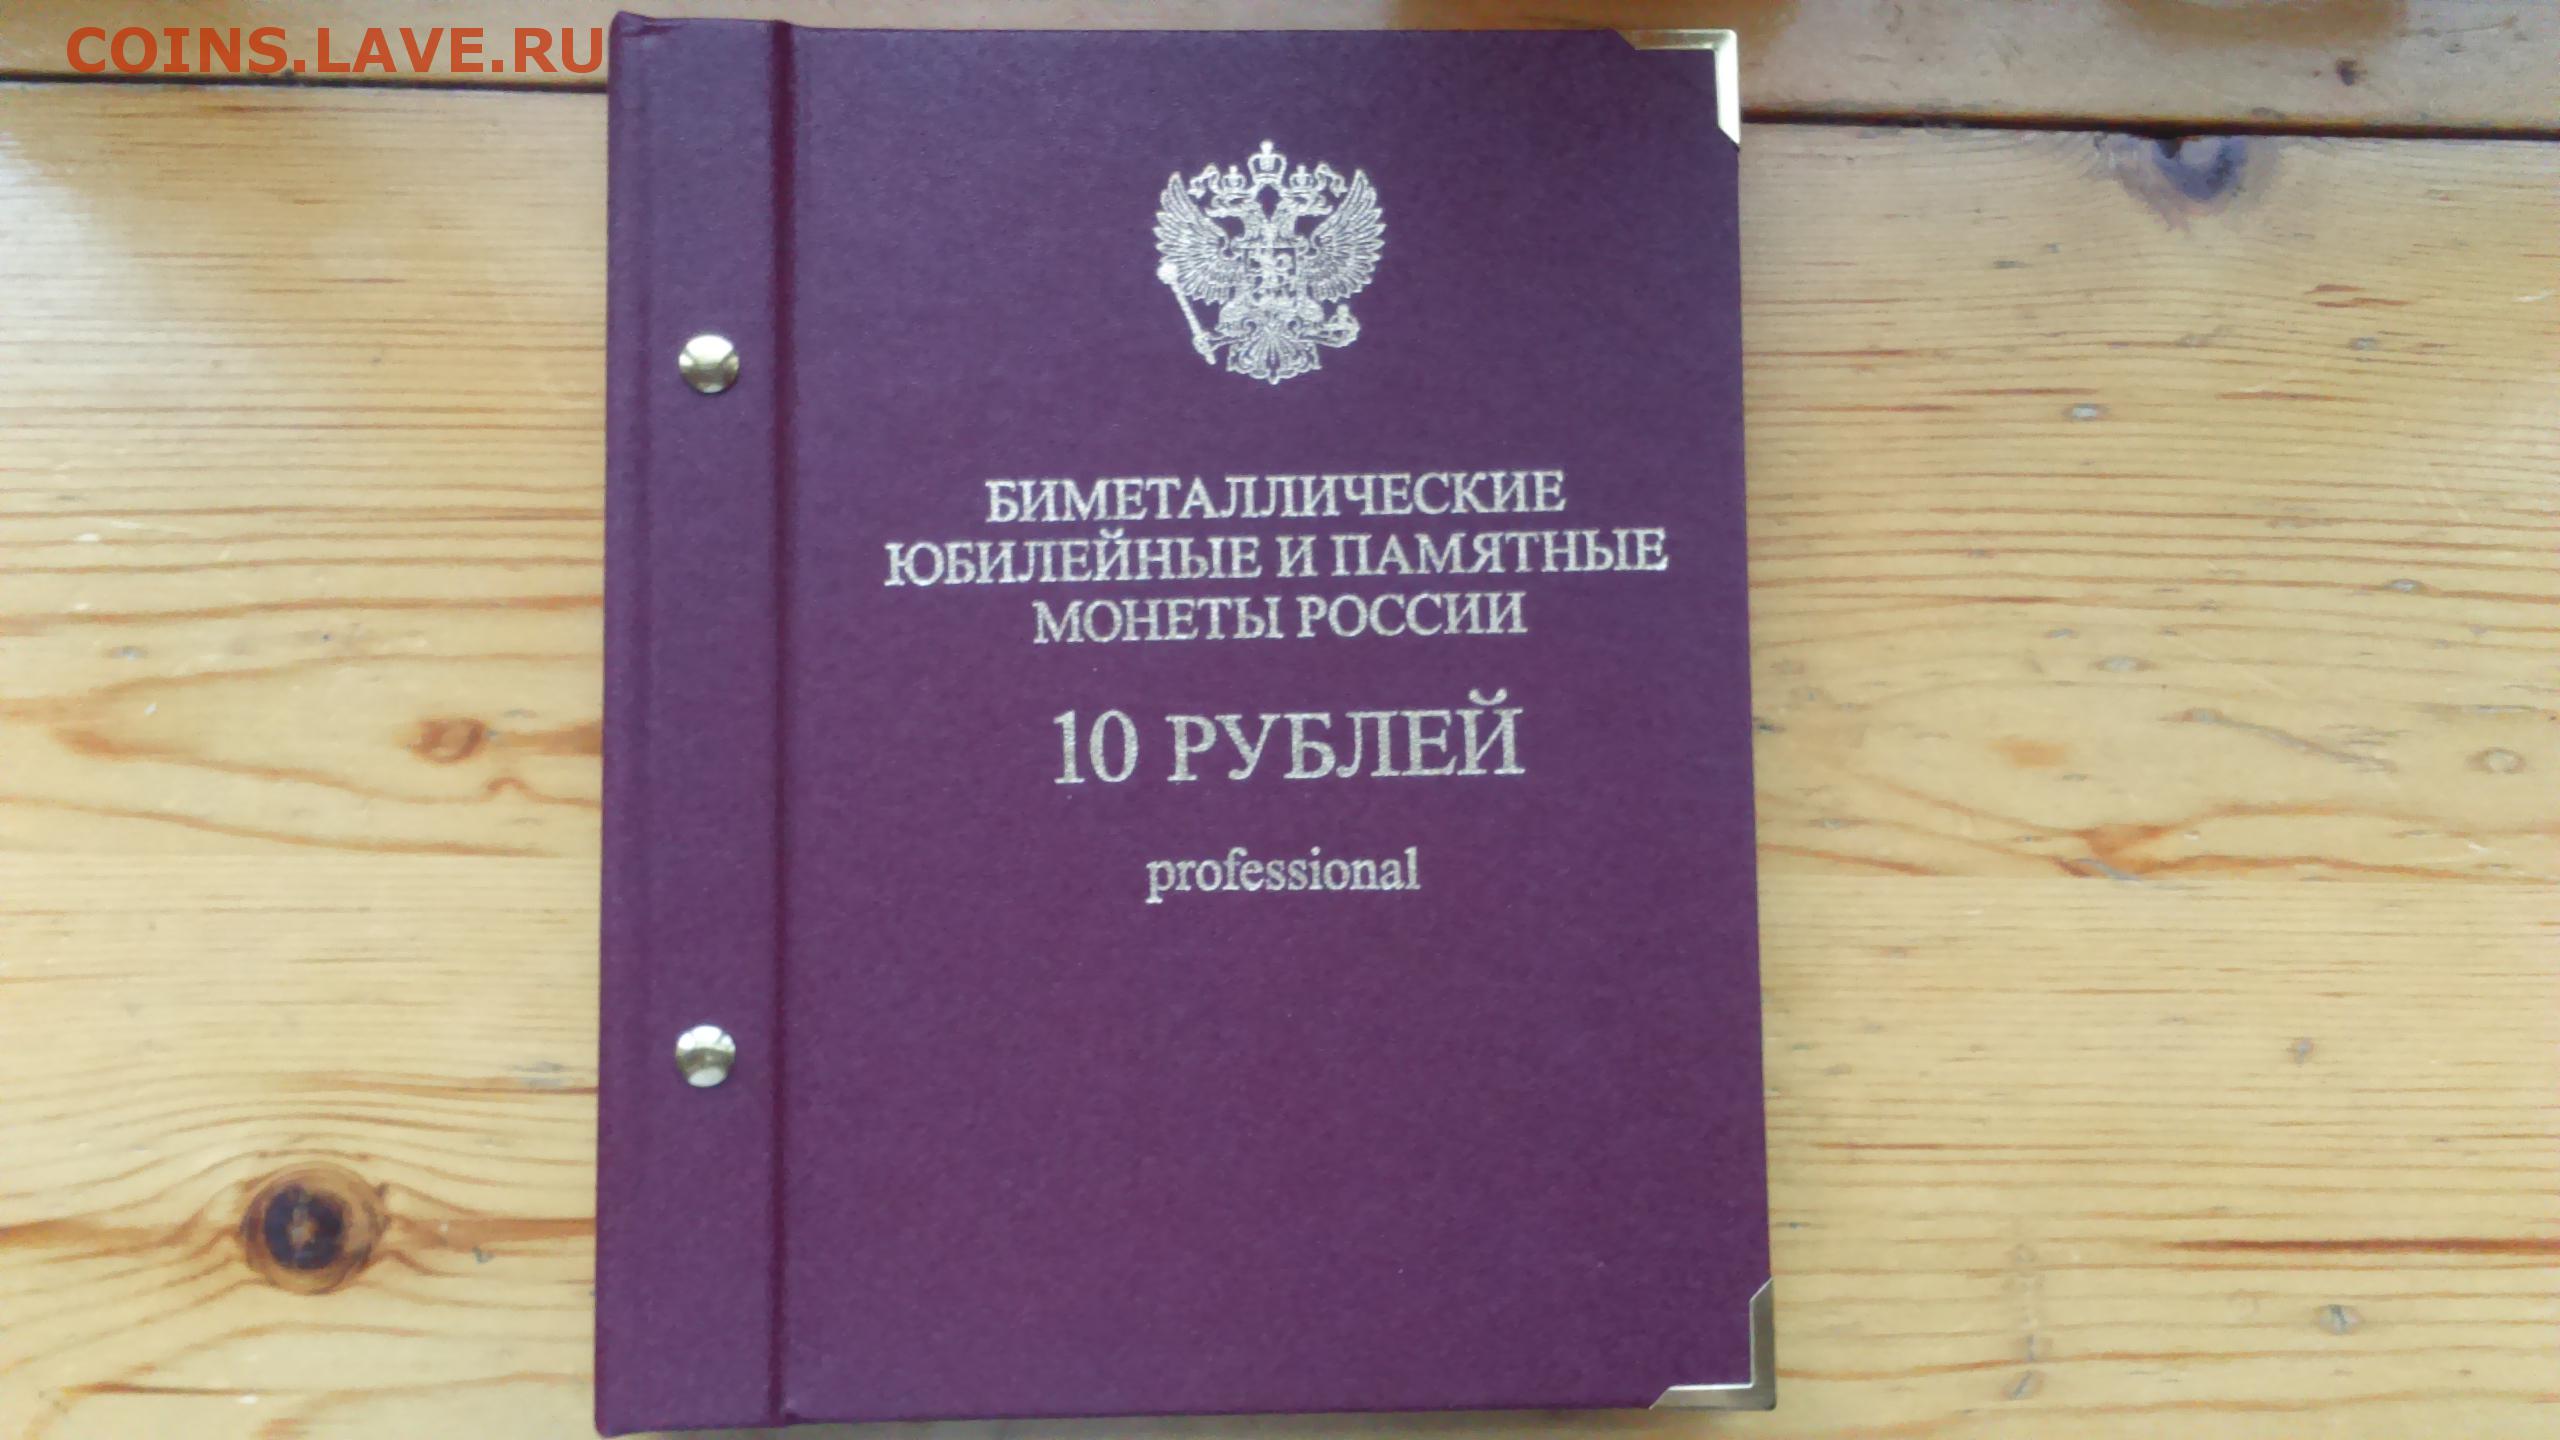 COINS.LAVE.RU
БИМЕТАЛЛИЧЕСКИЕ
ЮБИЛЕЙНЫЕ И ПАМЯТНЫЕ
МОНЕТЫ РОССИИ
10 РУБЛЕЙ
professional